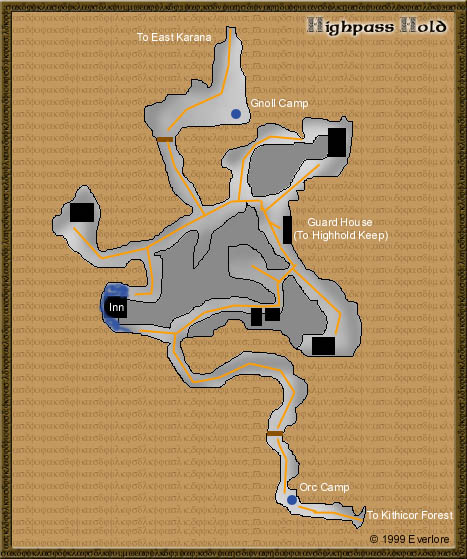 Highpass Hold
To East Karana
Gnoll Camp
Guard House
(To Highhold Keep)
Inn
Orc Camp
To Kithicor Forest
© 1999 Everlore